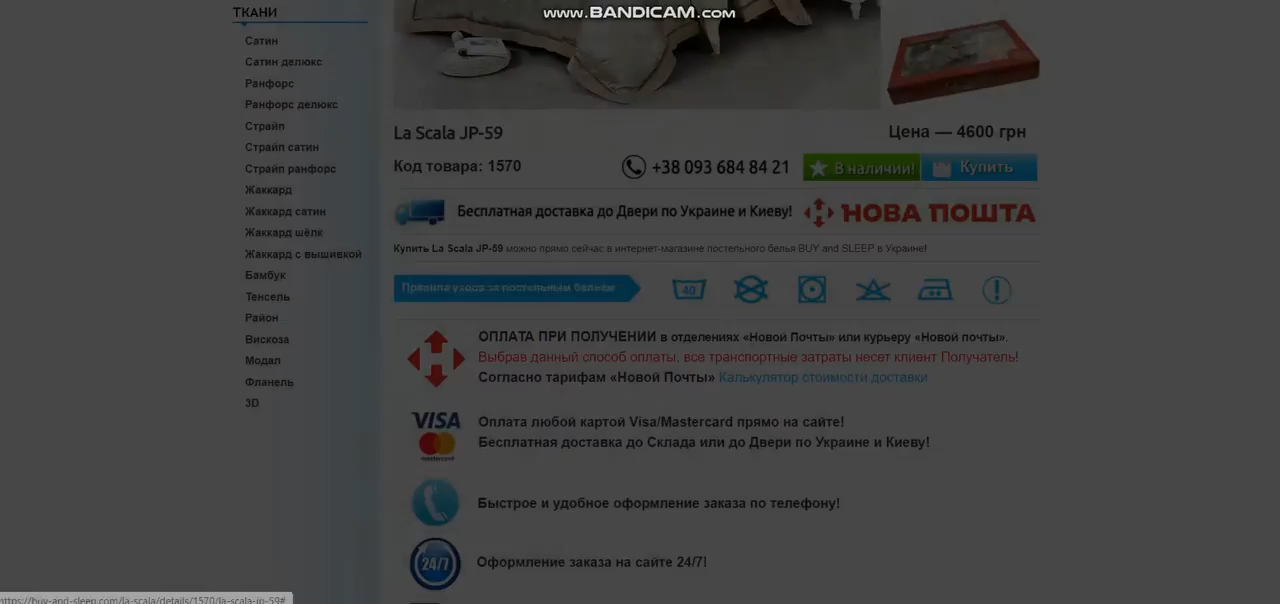 www.BANDICAM.com
ТКАНИ
Сатин
Сатин делюкс
Ранфорс
Ранфорс делюкс
Страйп
Страйп сатин
Страйп ранфорс
Жаккард
Жаккард сатин
Жаккард шёлк
Жаккард с вышивкой
Бамбук
Тенсель
Район
Вискоза
Модал
Фланель
3D
La Scala JP-59
Цена — 4600 грн
Код товара: 1570
+38 093 684 84 21
В наличии!
Купить
Бесплатная доставка до Двери по Украине и Киеву!
НОВА ПОШТА
Купить La Scala JP-59 можно прямо сейчас в интернет-магазине постельного белья BUY and SLEEP в Украине!
Правила ухода за постельным бельем
40
ОПЛАТА ПРИ ПОЛУЧЕНИИ в отделениях «Новой Почты» или курьеру «Новой почты».
Выбрав данный способ оплаты, все транспортные затраты несет клиент Получатель!
Согласно тарифам «Новой Почты» Калькулятор стоимости доставки
VISA
mastercard
Оплата любой картой Visa/Mastercard прямо на сайте!
Бесплатная доставка до Склада или до Двери по Украине и Киеву!
Быстрое и удобное оформление заказа по телефону!
24/7
Оформление заказа на сайте 24/7!
https://buy-and-sleep.com/la-scala/details/1570/la-scala-jp-59#